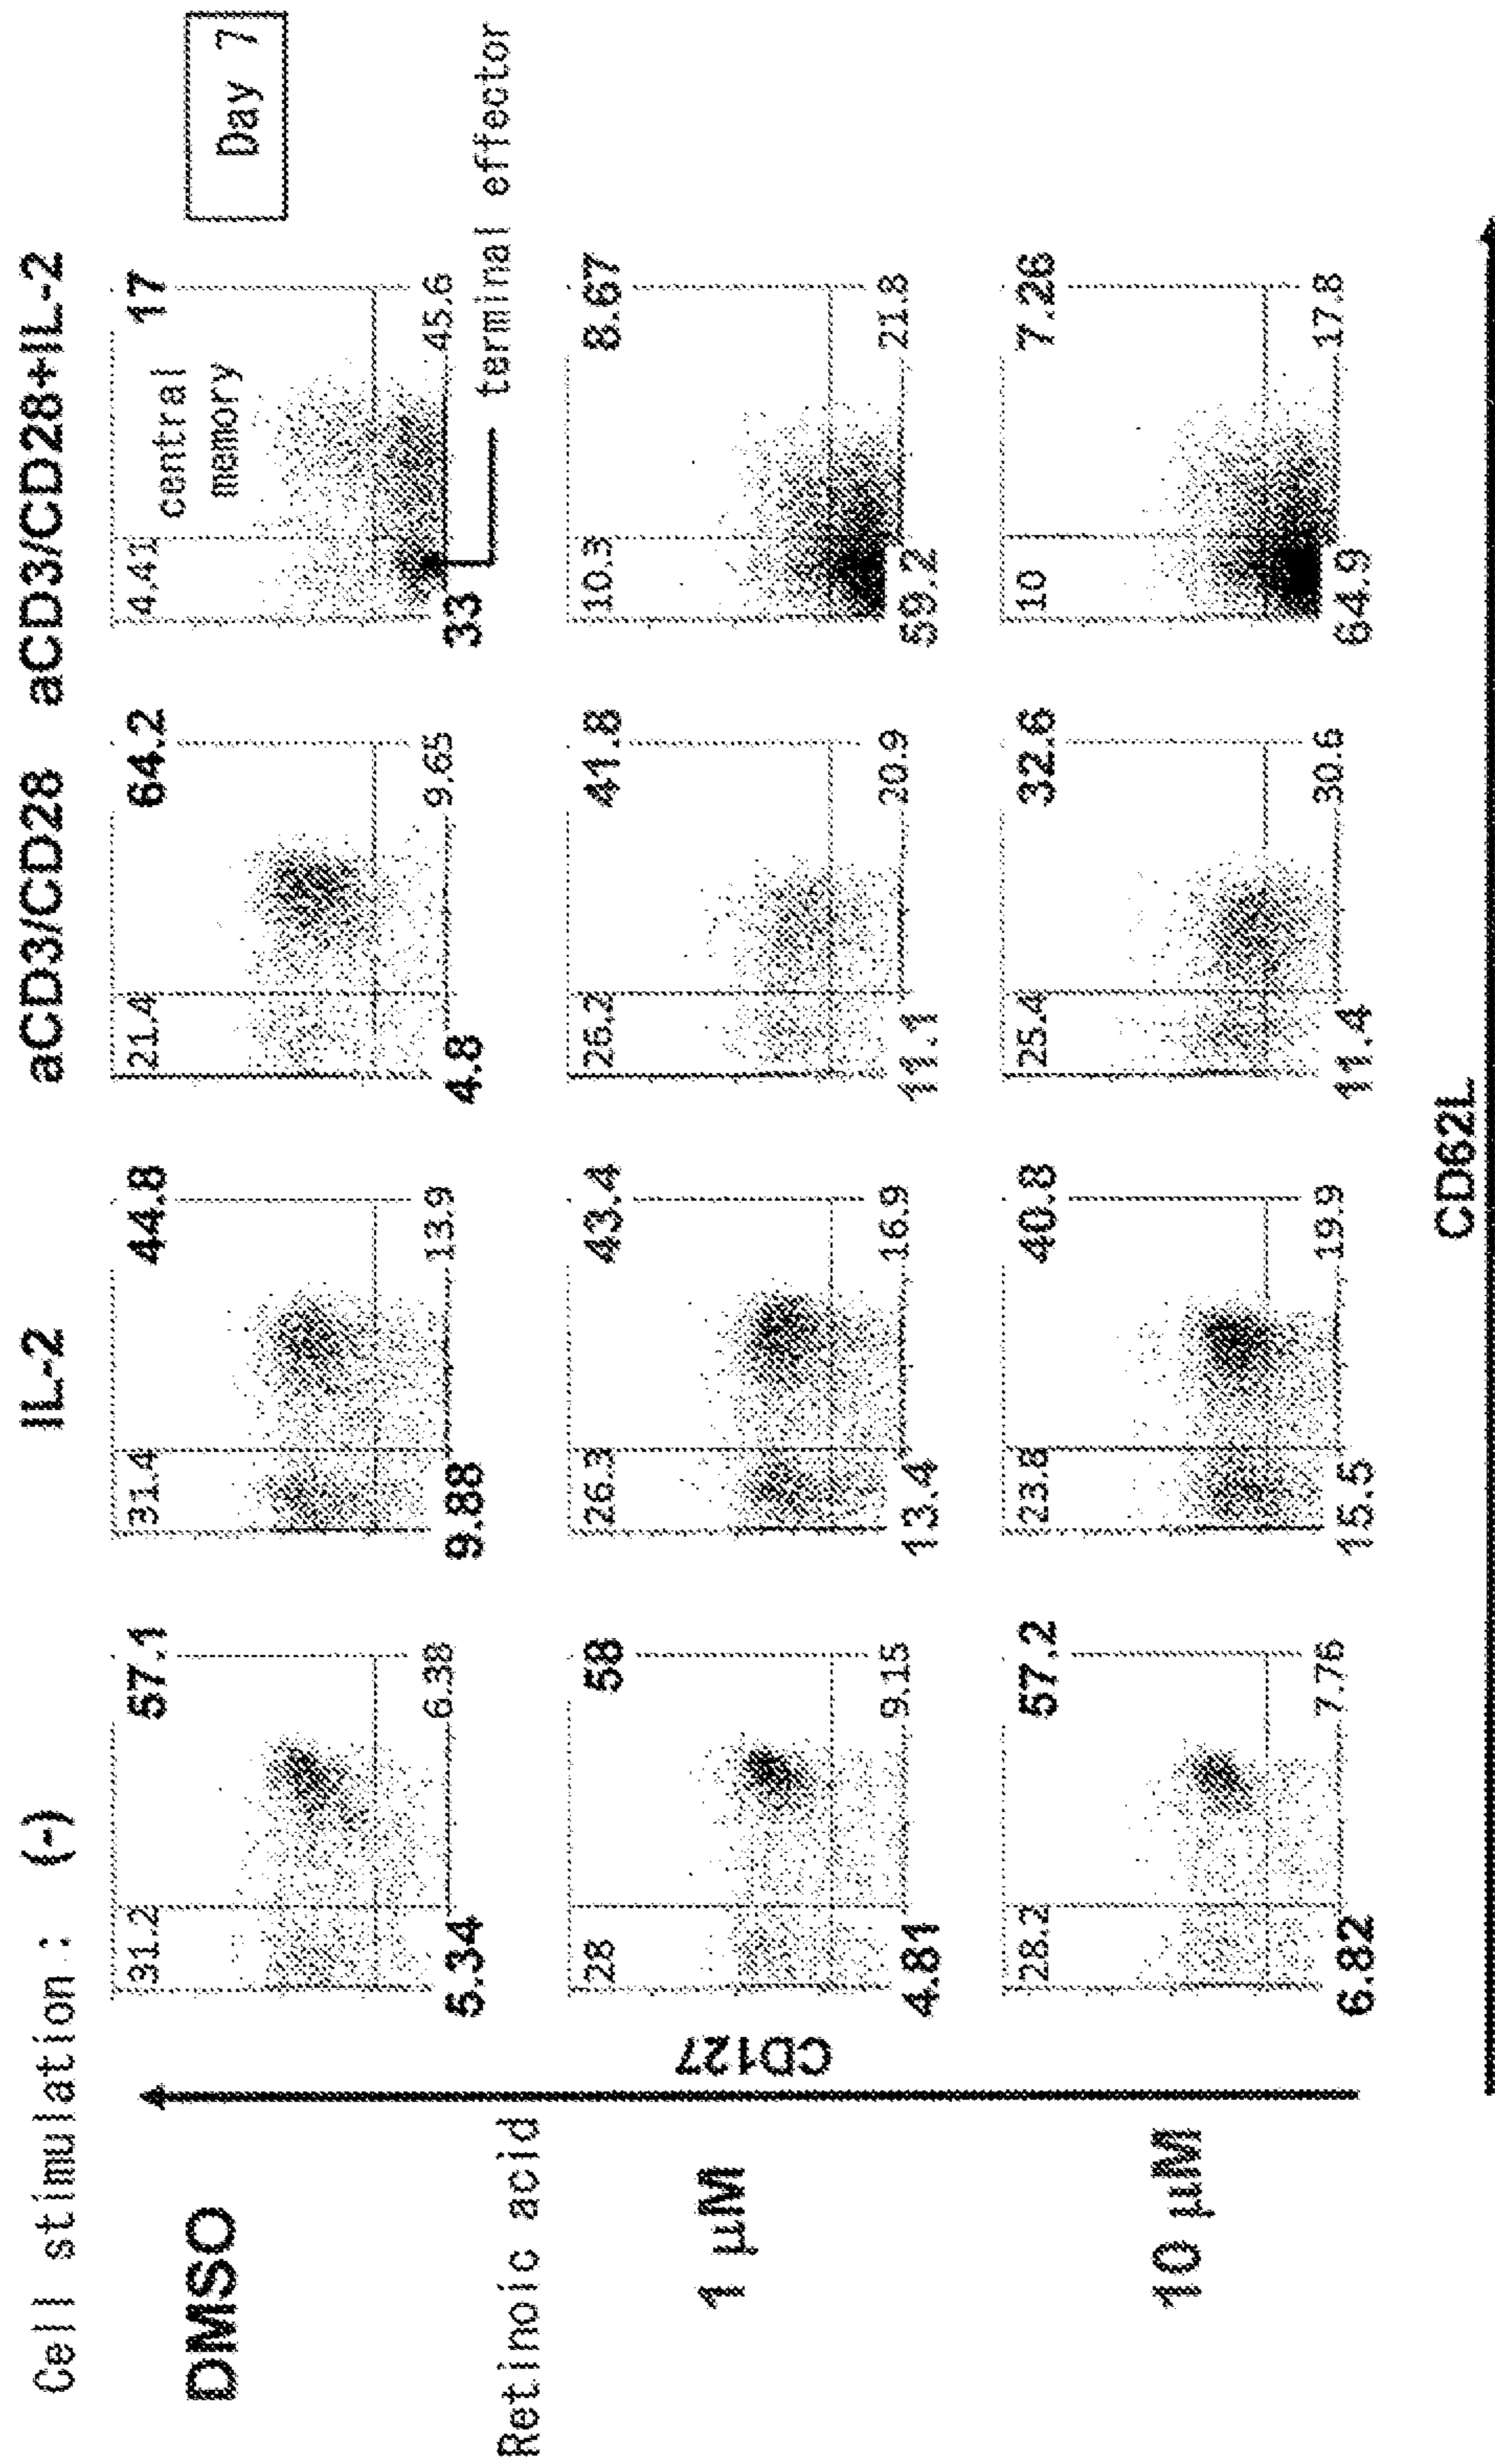 Cell stimulation: (-) IL-2 aCD3/CD28 aCD3/CD28+IL-2
Day 7
DMSO
31.2 57.1
5.34 6.38
31.4 44.8
9.88 13.9
21.4 64.2
4.8 9.65
4.41 17
central
memory
33 45.6
terminal effector
Retinoic acid
1 µM
28 58
4.81 9.15
26.3 43.4
13.4 16.9
26.2 41.8
11.1 20.9
10.3 8.67
59.2 21.8
10 µM
28.2 57.2
6.82 7.76
23.8 40.8
15.5 19.9
25.4 32.6
11.4 30.6
10 7.26
64.9 17.8
CD127
CD62L